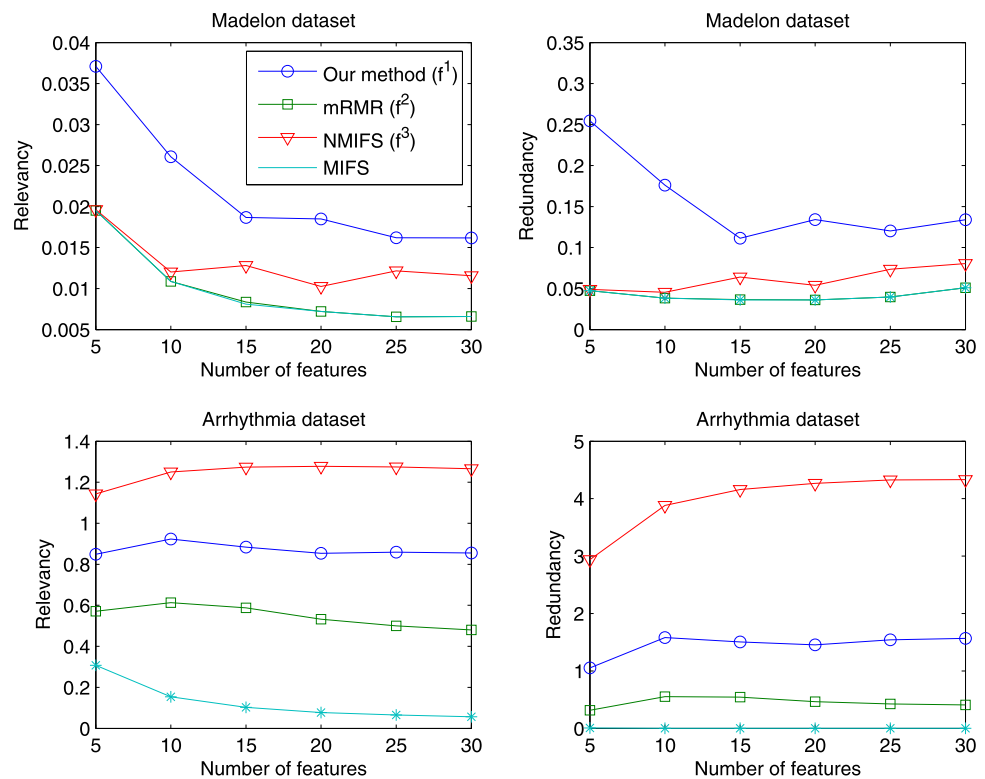 Madelon dataset
0.04
0.035
0.03
0.025
0.02
0.015
0.01
0.005
Relevancy
Our method (f¹)
mRMR (f²)
NMIFS (f³)
MIFS
5 10 15 20 25 30
Number of features
Madelon dataset
0.35
0.3
0.25
0.2
0.15
0.1
0.05
0
Redundancy
5 10 15 20 25 30
Number of features
Arrhythmia dataset
1.4
1.2
1
0.8
0.6
0.4
0.2
0
Relevancy
5 10 15 20 25 30
Number of features
Arrhythmia dataset
5
4
3
2
1
0
Redundancy
5 10 15 20 25 30
Number of features